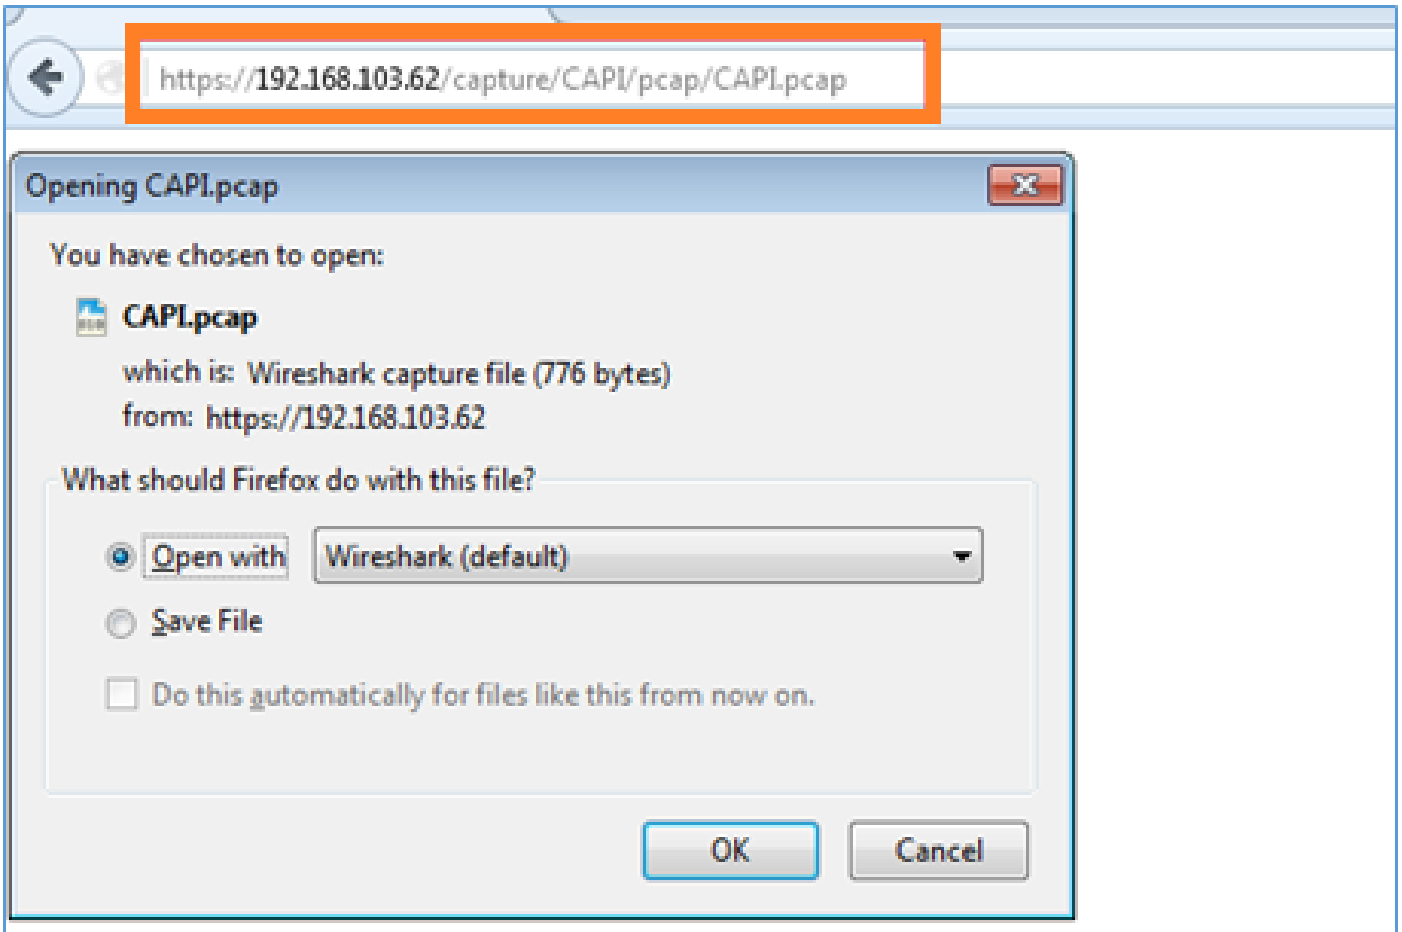 https://192.168.103.62/capture/CAPI/pcap/CAPI.pcap
Opening CAPI.pcap
You have chosen to open:
CAPI.pcap
which is: Wireshark capture file (776 bytes)
from: https://192.168.103.62
What should Firefox do with this file?
Open with Wireshark (default)
Save File
Do this automatically for files like this from now on.
OK Cancel